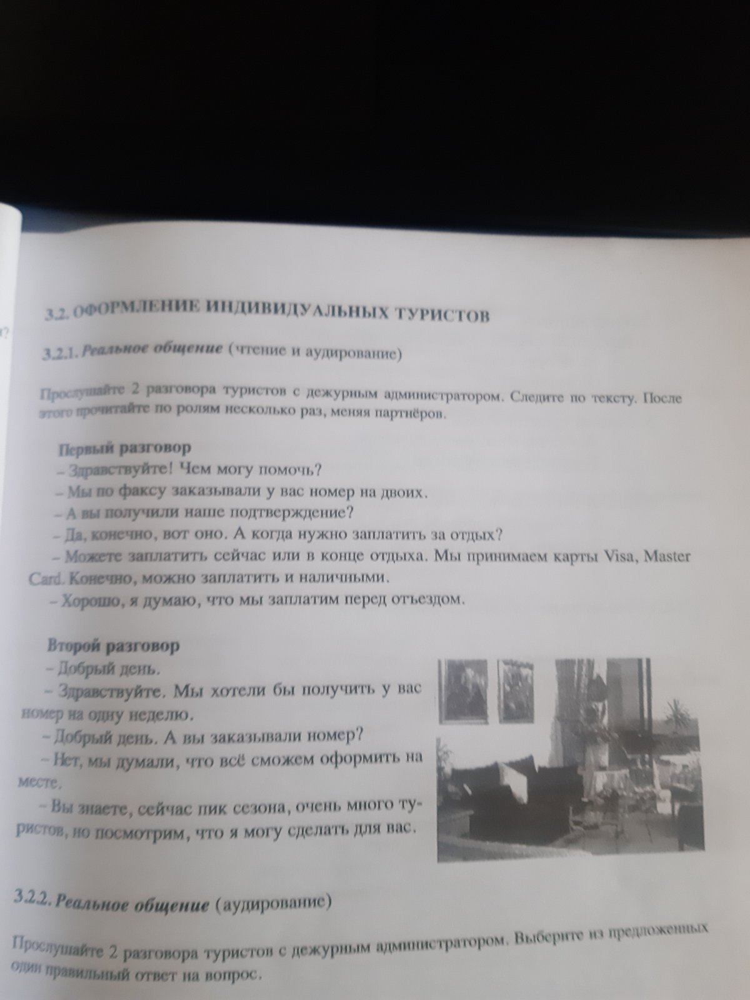 я?
3.2. ОФОРМЛЕНИЕ ИНДИВИДУАЛЬНЫХ ТУРИСТОВ
3.2.1. Реальное общение (чтение и аудирование)
Прослушайте 2 разговора туристов с дежурным администратором. Следите по тексту. После
этого прочитайте по ролям несколько раз, меняя партнёров.
Первый разговор
– Здравствуйте! Чем могу помочь?
– Мы по факсу заказывали у вас номер на двоих.
– А вы получили наше подтверждение?
– Да, конечно, вот оно. А когда нужно заплатить за отдых?
– Можете заплатить сейчас или в конце отдыха. Мы принимаем карты Visa, Master
Card. Конечно, можно заплатить и наличными.
– Хорошо, я думаю, что мы заплатим перед отъездом.
Второй разговор
– Добрый день.
– Здравствуйте. Мы хотели бы получить у вас
номер на одну неделю.
– Добрый день. А вы заказывали номер?
– Нет, мы думали, что всё сможем оформить на
месте.
– Вы знаете, сейчас пик сезона, очень много ту-
ристов, но посмотрим, что я могу сделать для вас.
3.2.2. Реальное общение (аудирование)
Прослушайте 2 разговора туристов с дежурным администратором. Выберите из предложенных
один правильный ответ на вопрос.